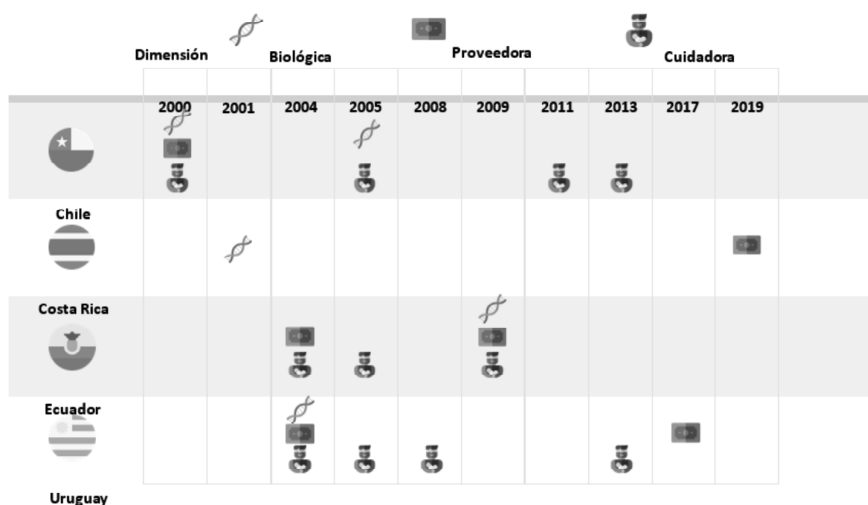 Dimensión Biológica Proveedora Cuidadora
2000 2001 2004 2005 2008 2009 2011 2013 2017 2019
Chile
Costa Rica
Ecuador
Uruguay